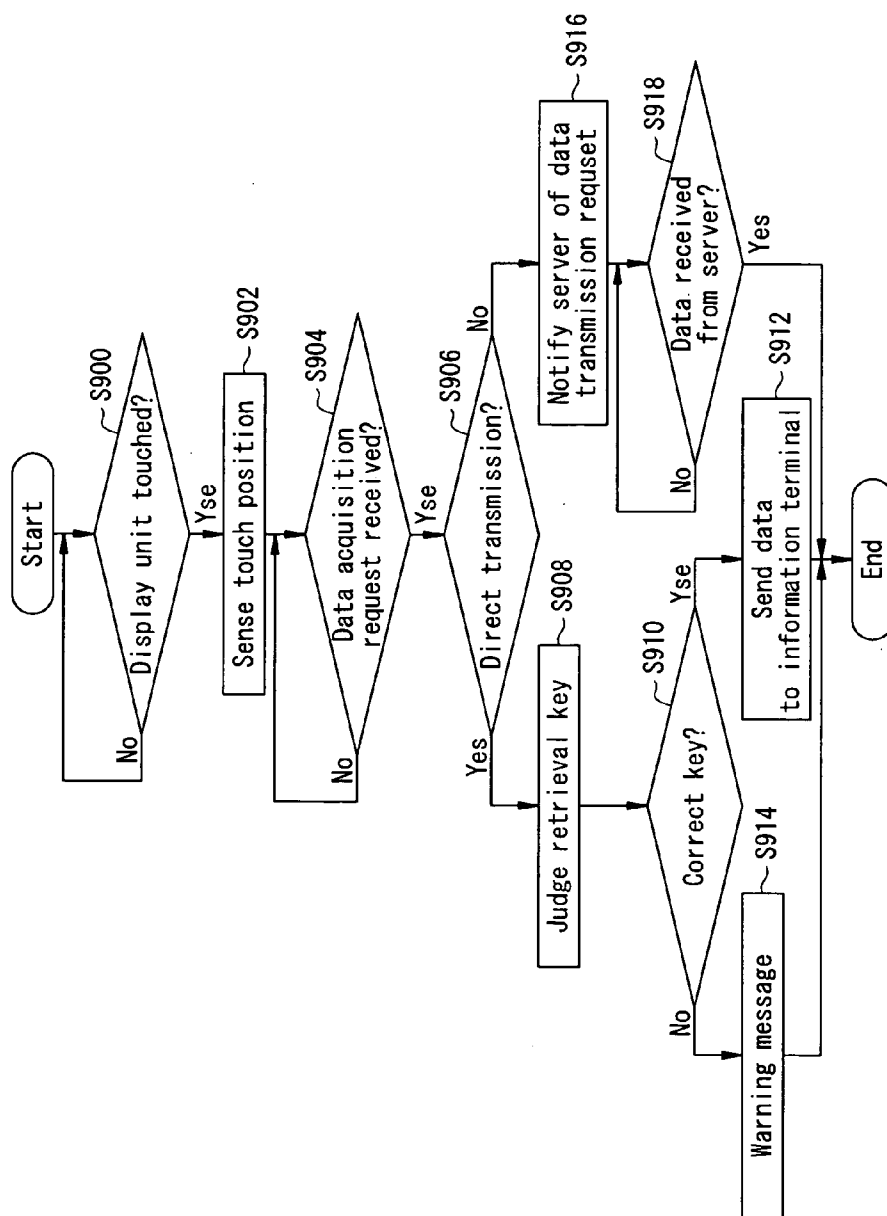 Start
S900
Display unit touched?
No
Yse
S902
Sense touch position
S904
Data acquisition
request received?
No
Yse
S906
Direct transmission?
Yes
No
S908
Judge retrieval key
S916
Notify server of data
transmission requset
S910
Correct key?
No
Yse
S918
Data received
from server?
No
Yes
S914
Warning message
S912
Send data
to information terminal
End